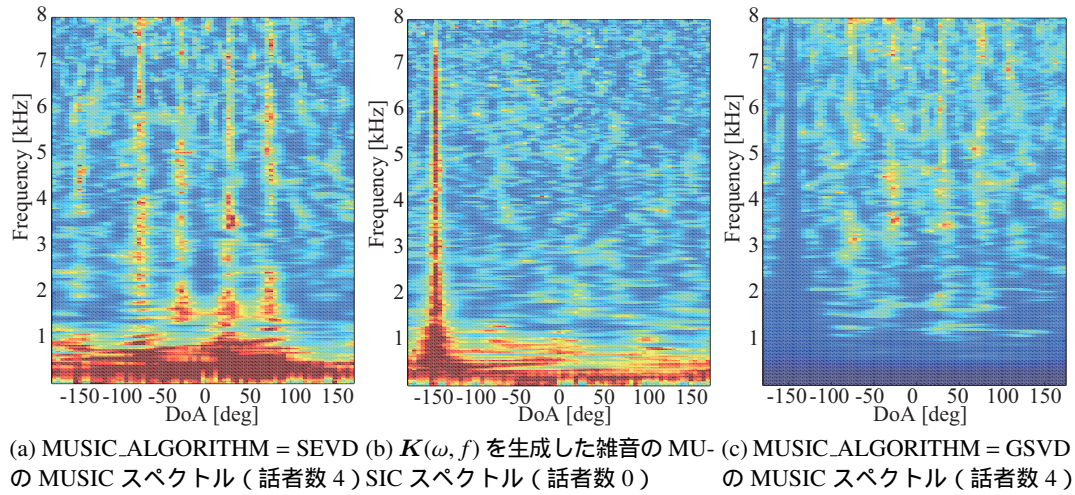 8
7
6
5
4
3
2
1
Frequency [kHz]
-150 -100 -50 0 50 100 150
DoA [deg]
8
7
6
5
4
3
2
1
Frequency [kHz]
-150 -100 -50 0 50 100 150
DoA [deg]
8
7
6
5
4
3
2
1
Frequency [kHz]
-150 -100 -50 0 50 100 150
DoA [deg]
(a) MUSIC_ALGORITHM = SEVD
の MUSIC スペクトル ( 話者数 4 )
(b) K(ω, f) を生成した雑音の MU-
SIC スペクトル ( 話者数 0 )
(c) MUSIC_ALGORITHM = GSVD
の MUSIC スペクトル ( 話者数 4 )